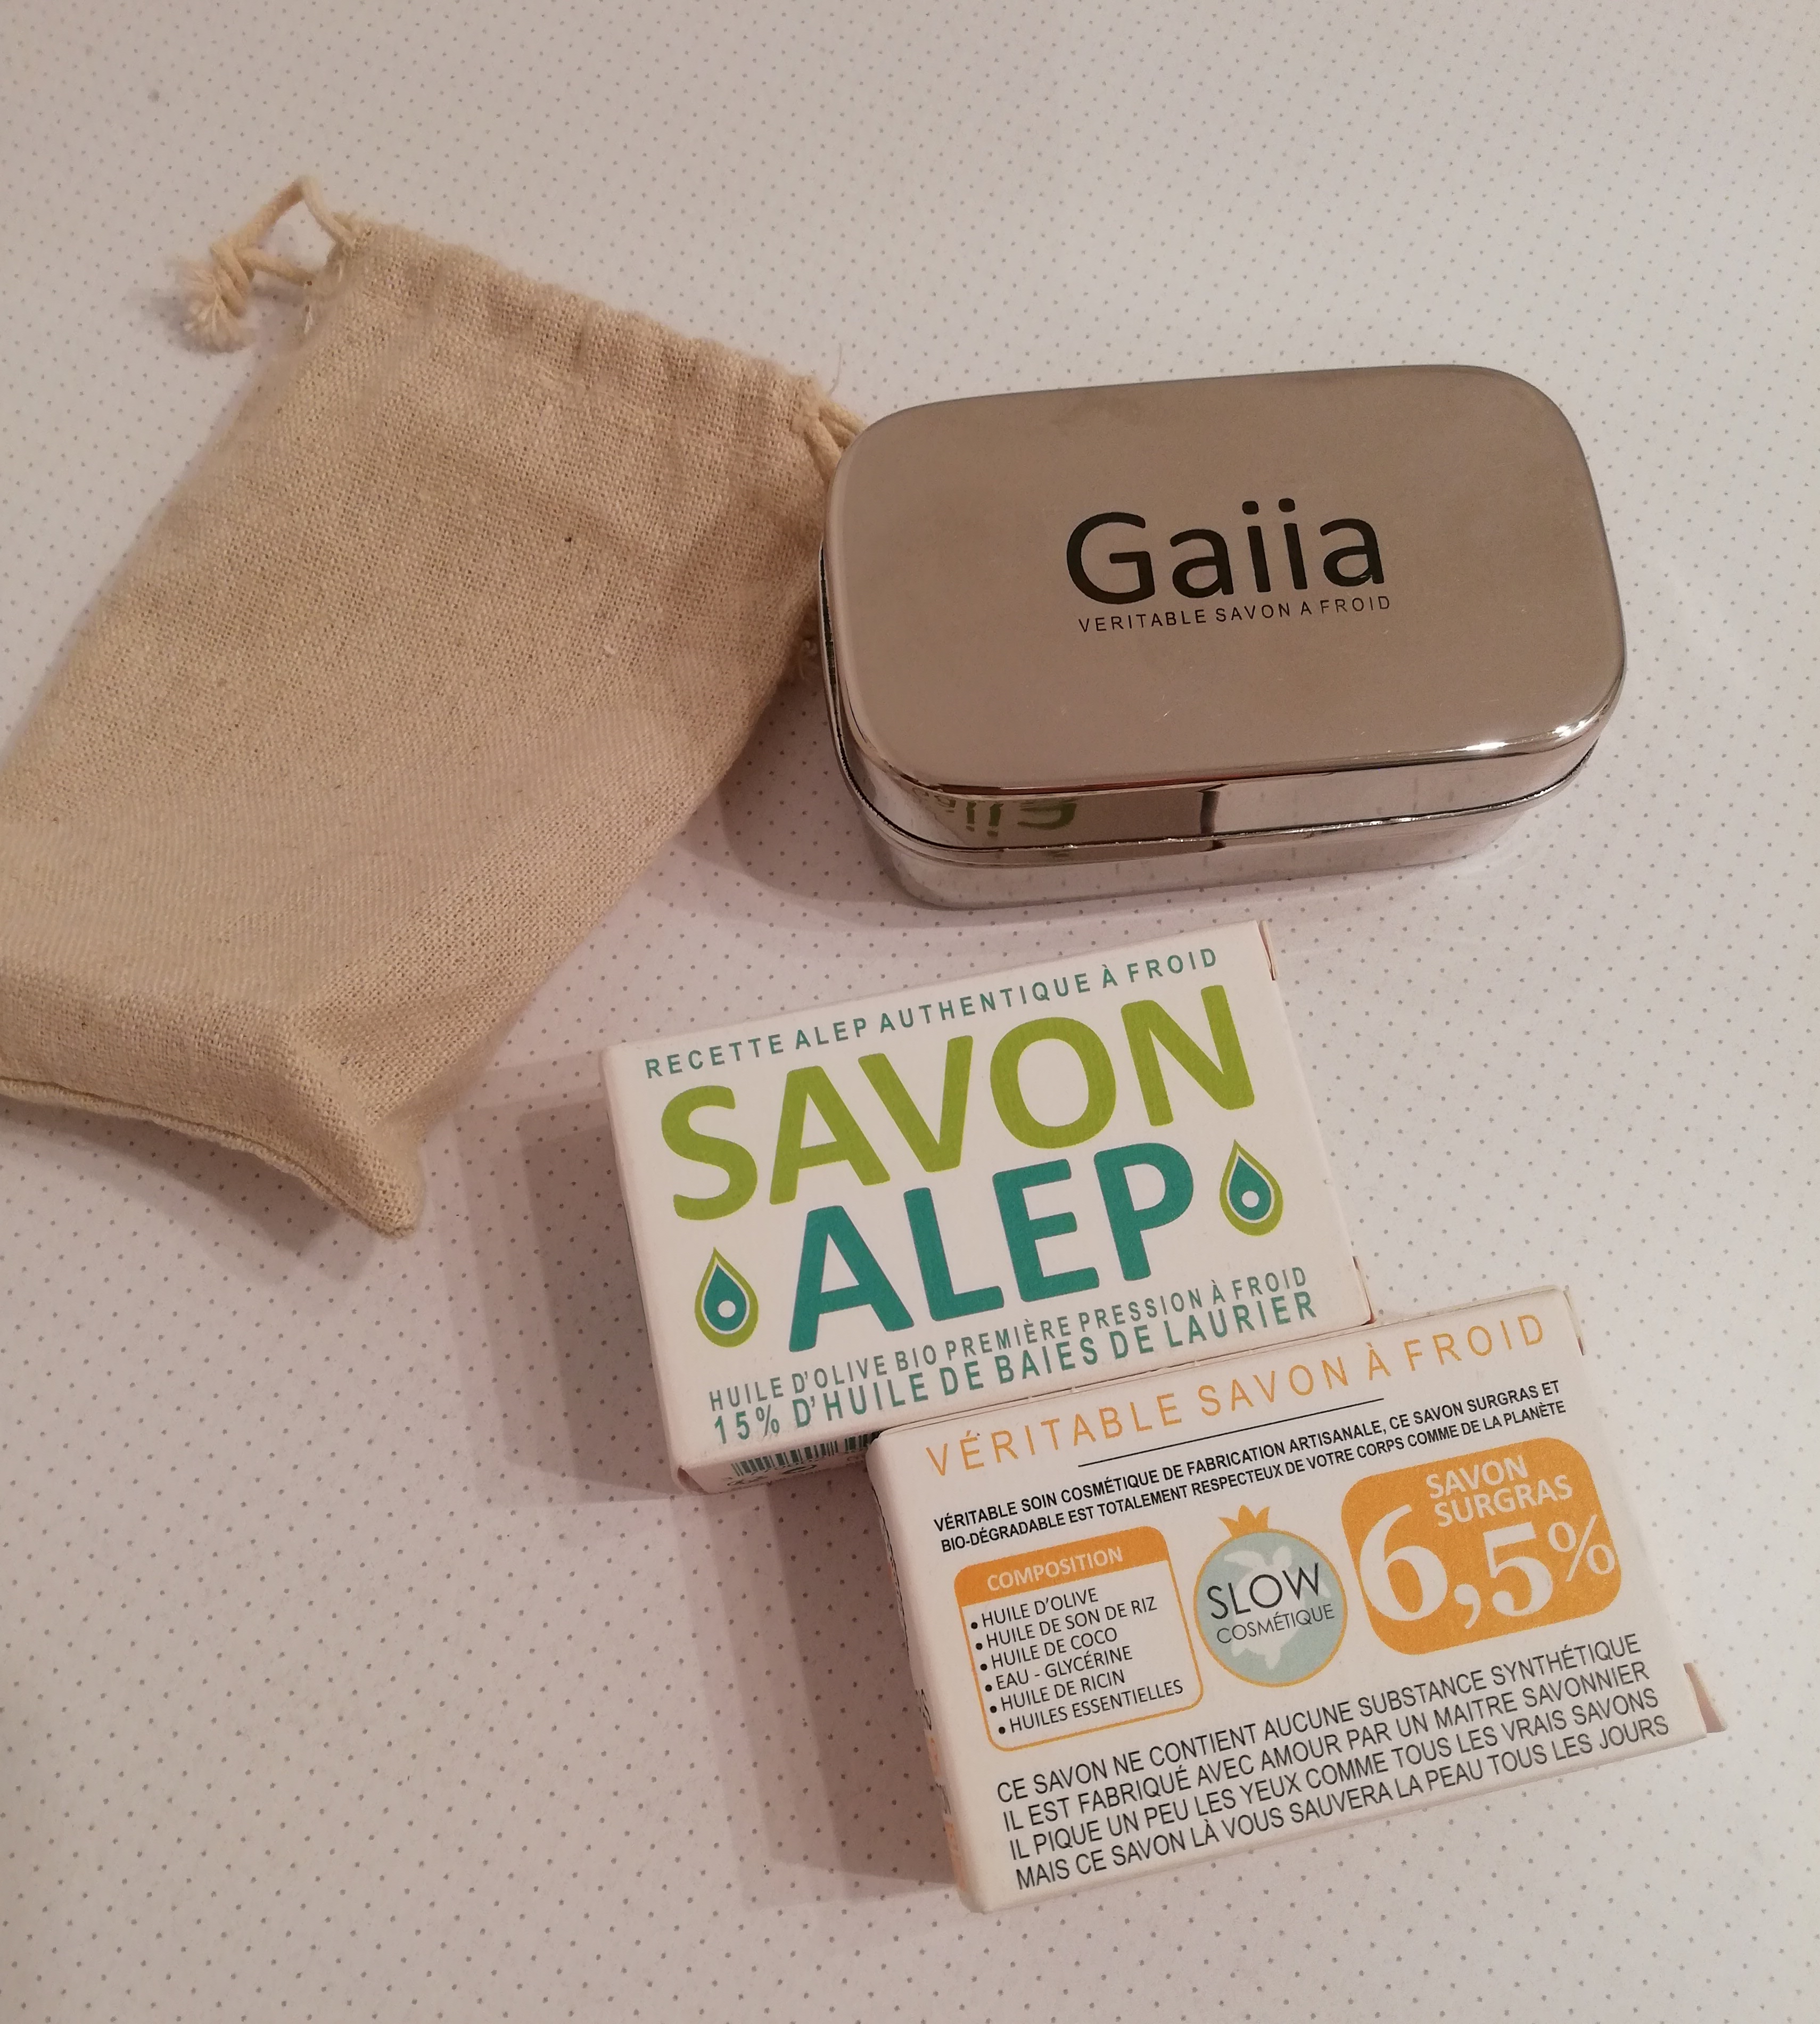 Gaiia
VERITABLE SAVON A FROID
RECETTE ALEP AUTHENTIQUE À FROID
SAVON
ALEP
HUILE D'OLIVE BIO PREMIÈRE PRESSION À FROID
15% D'HUILE DE BAIES DE LAURIER
VÉRITABLE SAVON À FROID
VÉRITABLE SOIN COSMÉTIQUE DE FABRICATION ARTISANALE, CE SAVON SURGRAS ET
BIO-DÉGRADABLE EST TOTALEMENT RESPECTEUX DE VOTRE CORPS COMME DE LA PLANÈTE
COMPOSITION
• HUILE D'OLIVE
• HUILE DE SON DE RIZ
• HUILE DE COCO
• EAU - GLYCÉRINE
• HUILE DE RICIN
• HUILES ESSENTIELLES
SLOW
COSMÉTIQUE
SAVON
SURGRAS
6,5%
CE SAVON NE CONTIENT AUCUNE SUBSTANCE SYNTHÉTIQUE
IL EST FABRIQUÉ AVEC AMOUR PAR UN MAITRE SAVONNIER
IL PIQUE UN PEU LES YEUX COMME TOUS LES VRAIS SAVONS
MAIS CE SAVON LÀ VOUS SAUVERA LA PEAU TOUS LES JOURS